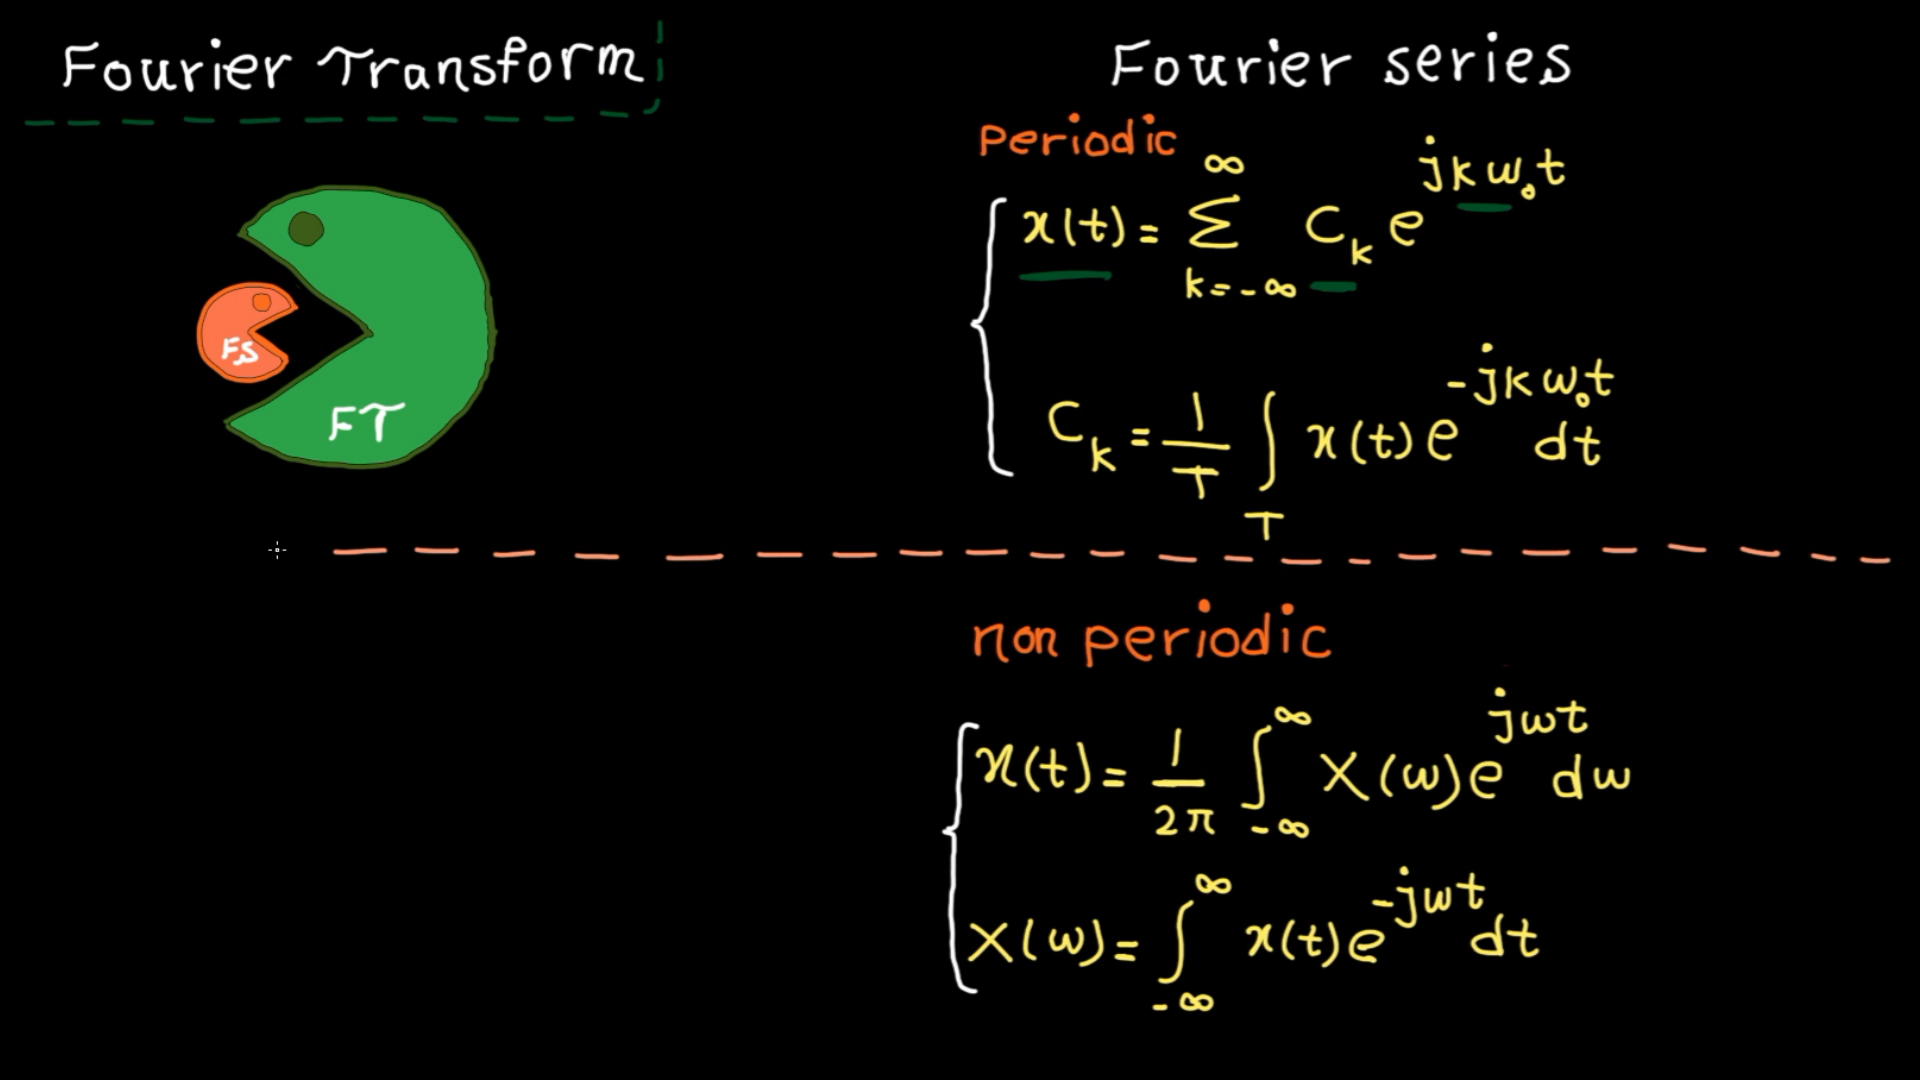 Fourier Transform
FS
FT
Fourier series
Periodic
x(t) = ∑_{k=-∞}^{∞} C_k e^{jkω₀t}
C_k = 1/T ∫_T x(t) e^{-jkω₀t} dt
non periodic
x(t) = 1/2π ∫_{-∞}^{∞} X(ω) e^{jωt} dω
X(ω) = ∫_{-∞}^{∞} x(t) e^{-jωt} dt